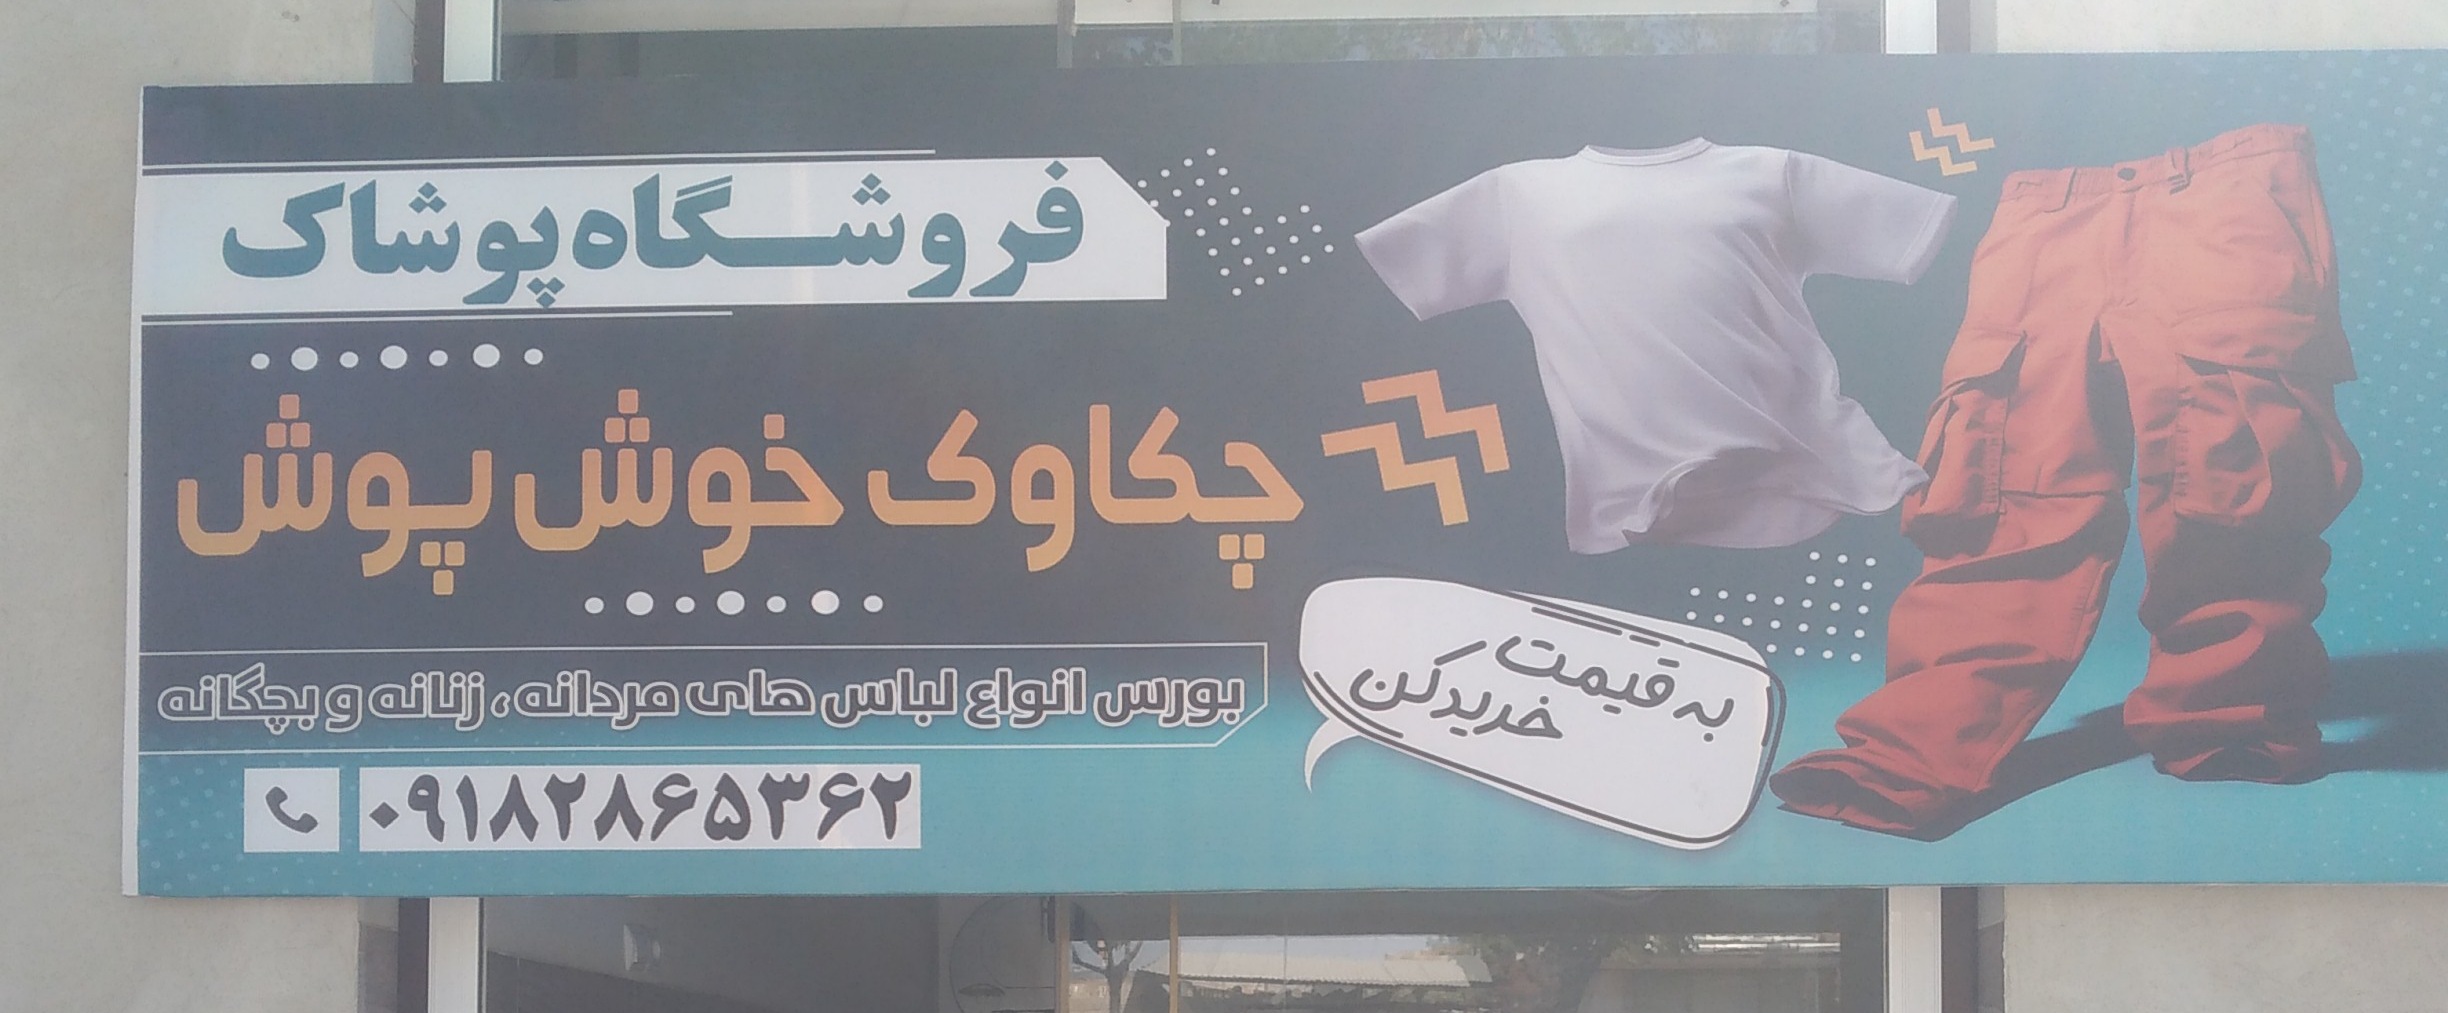 فروشگاه پوشاک
چکاوک خوش پوش
بورس انواع لباس های مردانه، زنانه و بچگانه
۰۹۱۸۲۸۶۵۳۶۲
به قیمت
خرید کن